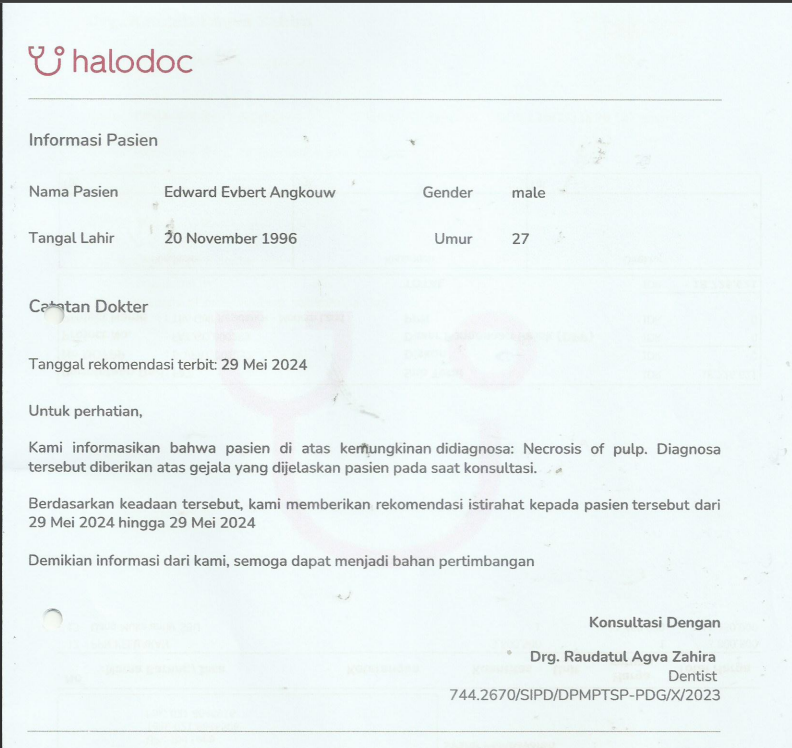 halodoc
Informasi Pasien
Nama Pasien Edward Evbert Angkouw Gender male
Tangal Lahir 20 November 1996 Umur 27
Catatan Dokter
Tanggal rekomendasi terbit: 29 Mei 2024
Untuk perhatian,
Kami informasikan bahwa pasien di atas kemungkinan didiagnosa: Necrosis of pulp. Diagnosa
tersebut diberikan atas gejala yang dijelaskan pasien pada saat konsultasi.
Berdasarkan keadaan tersebut, kami memberikan rekomendasi istirahat kepada pasien tersebut dari
29 Mei 2024 hingga 29 Mei 2024
Demikian informasi dari kami, semoga dapat menjadi bahan pertimbangan
Konsultasi Dengan
Drg. Raudatul Agva Zahira
Dentist
744.2670/SIPD/DPMPTSP-PDG/X/2023